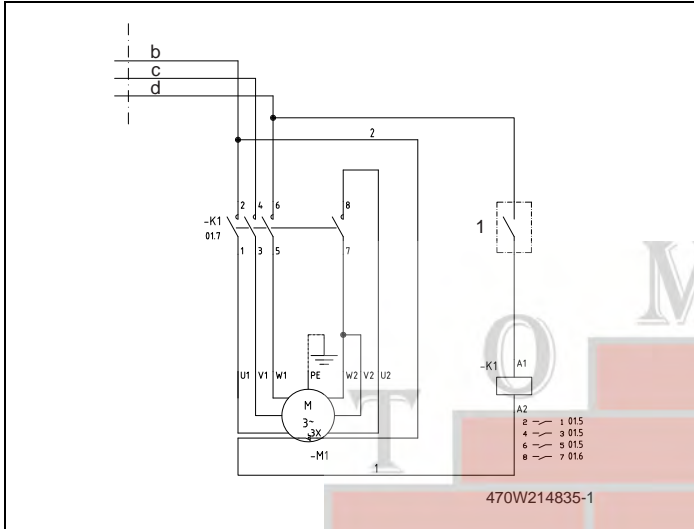 b
c
d
2
2 4 6 8
-K1
01.7
1 3 5 7
1
U1 V1 W1 PE W2 V2 U2
M
3~
3X
-M1
1
-K1
A1
A2
2 1 01.5
4 3 01.5
6 5 01.5
8 7 01.6
470W214835-1
T O M